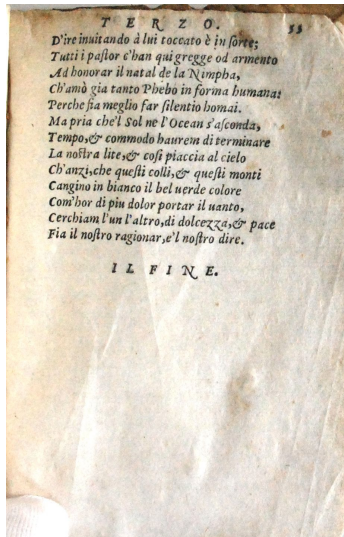 TERZO. 53
D'ire inuitando à lui toccato è in sorte;
Tutti i pastor c'han qui gregge od armento
Ad honorar il natal de la Nimpha,
Ch'amò gia tanto Phebo in forma humana:
Perche fia meglio far silentio homai.
Ma pria che'l Sol ne l'Ocean s'asconda,
Tempo, & commodo haurem di terminare
La nostra lite, & cosi piaccia al cielo
Ch'anzi, che questi colli, & questi monti
Cangino in bianco il bel uerde colore
Com'hor di piu dolor portar il uanto,
Cerchiam l'un l'altro, di dolcezza, & pace
Fia il nostro ragionar, e'l nostro dire.
IL FINE.